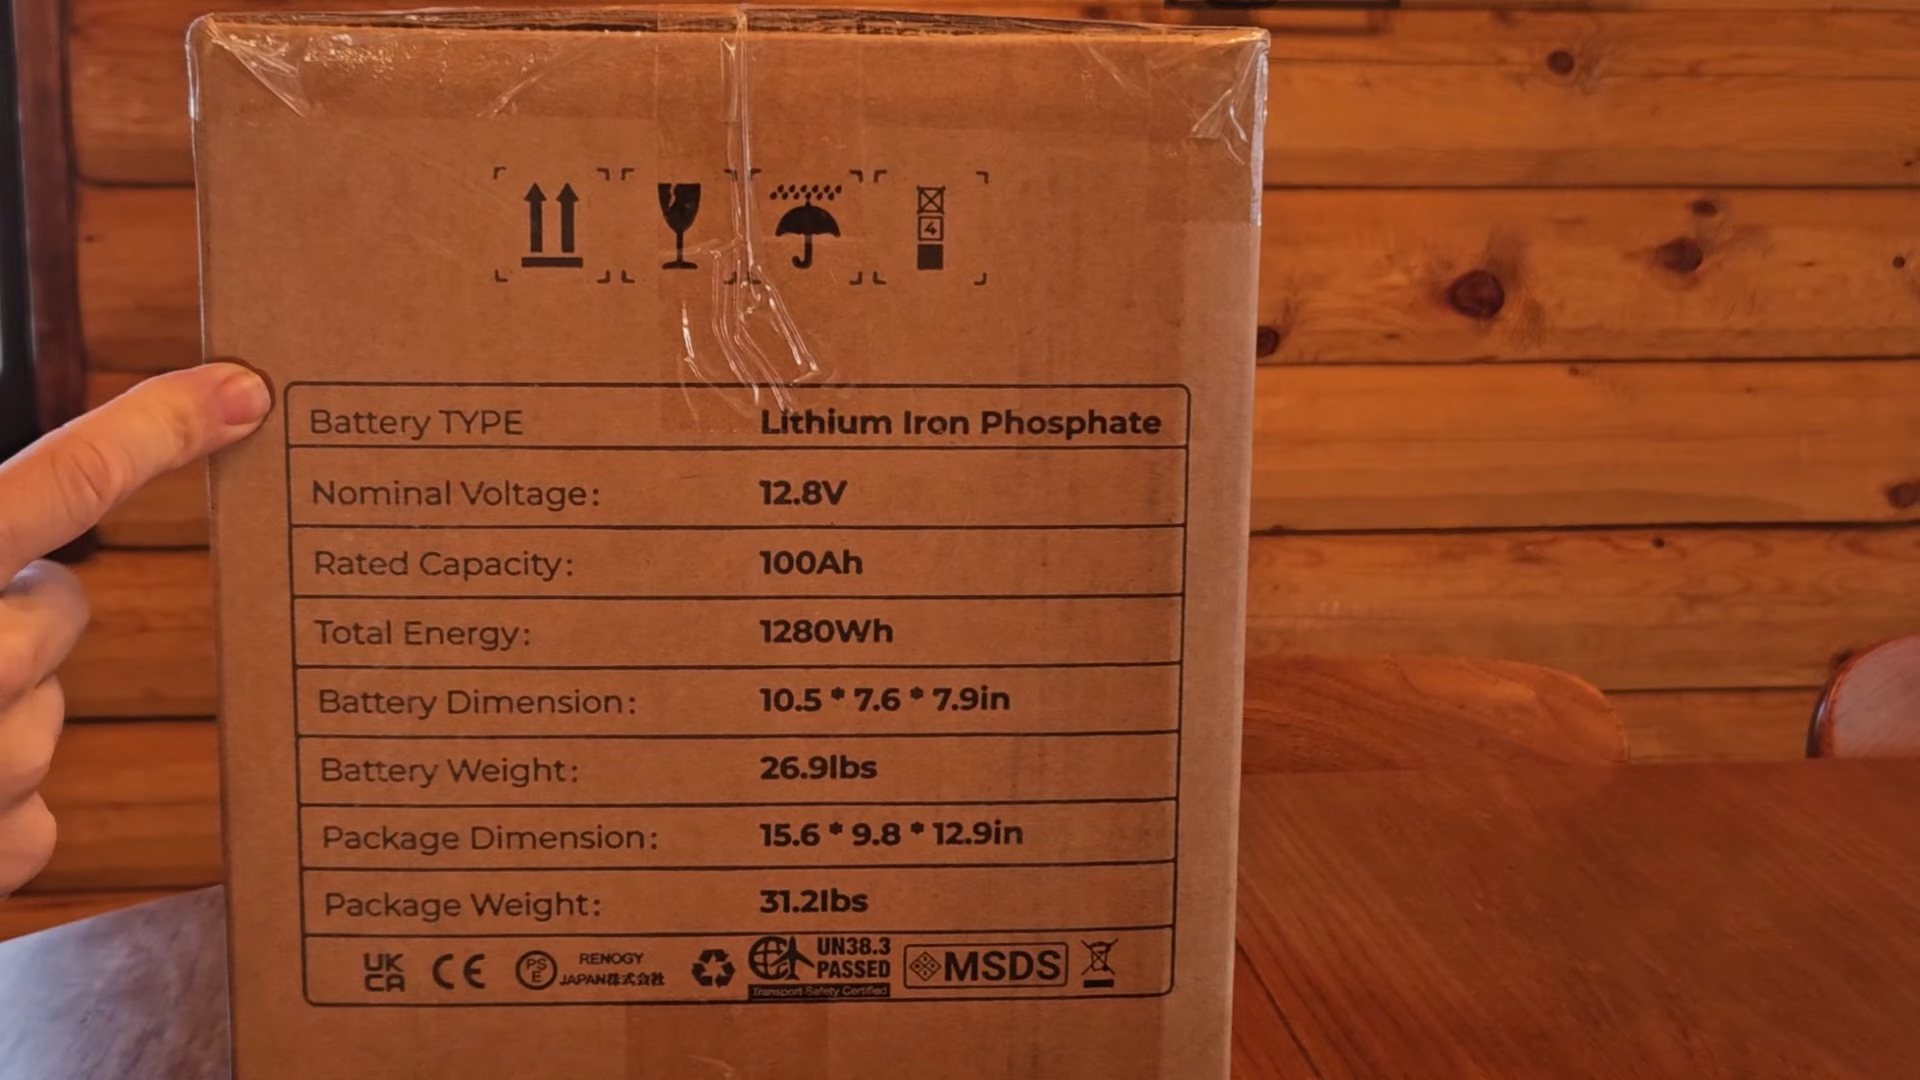 4
Battery TYPE Lithium Iron Phosphate
Nominal Voltage: 12.8V
Rated Capacity: 100Ah
Total Energy: 1280Wh
Battery Dimension: 10.5 * 7.6 * 7.9in
Battery Weight: 26.9lbs
Package Dimension: 15.6 * 9.8 * 12.9in
Package Weight: 31.2lbs
UK
CA
CE
PS
E
RENOGY
JAPAN株式会社
UN38.3
PASSED
Transport Safety Certified
MSDS